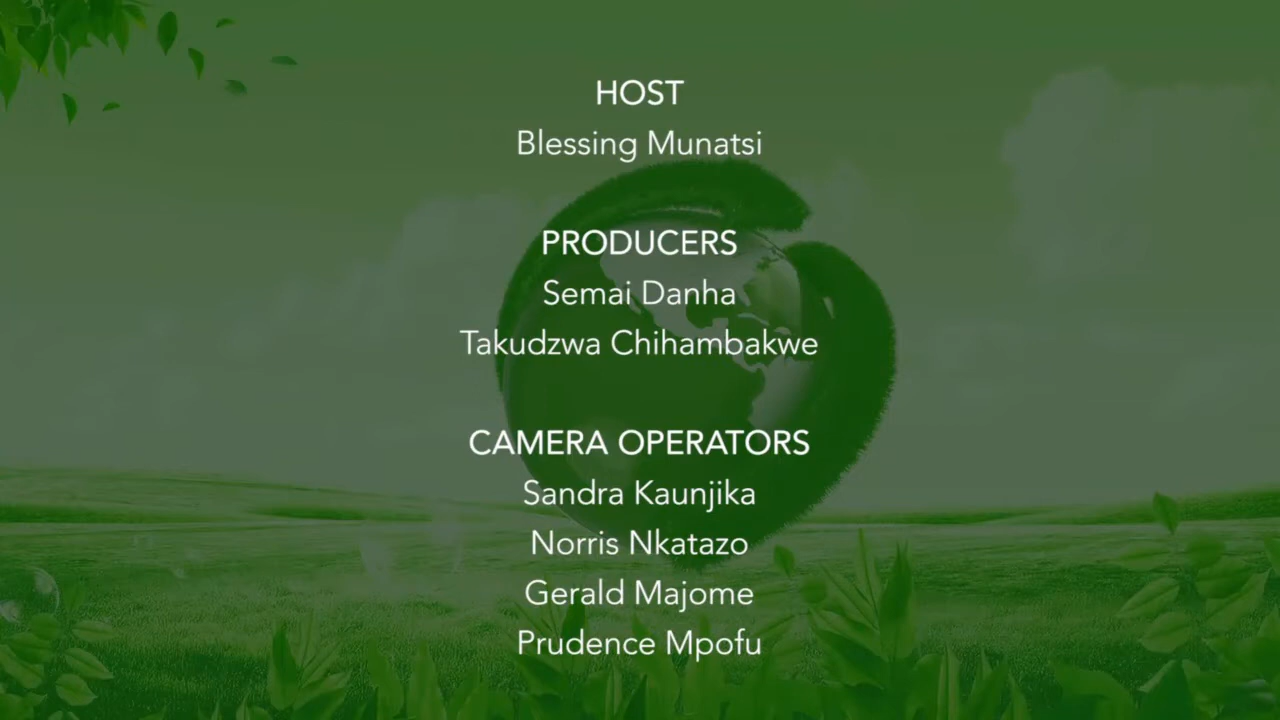 HOST
Blessing Munatsi
PRODUCERS
Semai Danha
Takudzwa Chihambakwe
CAMERA OPERATORS
Sandra Kaunjika
Norris Nkatazo
Gerald Majome
Prudence Mpofu